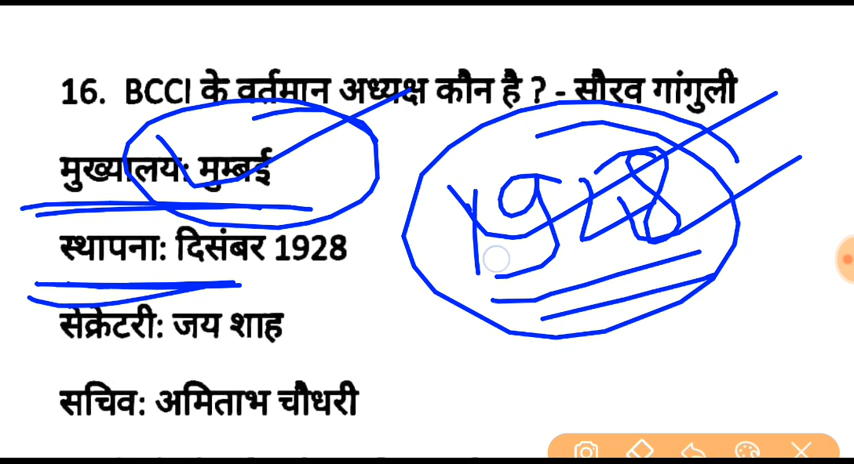 16. BCCI के वर्तमान अध्यक्ष कौन है ? - सौरव गांगुली
मुख्यालय: मुम्बई
1928
स्थापना: दिसंबर 1928
सेक्रेटरी: जय शाह
सचिव: अमिताभ चौधरी